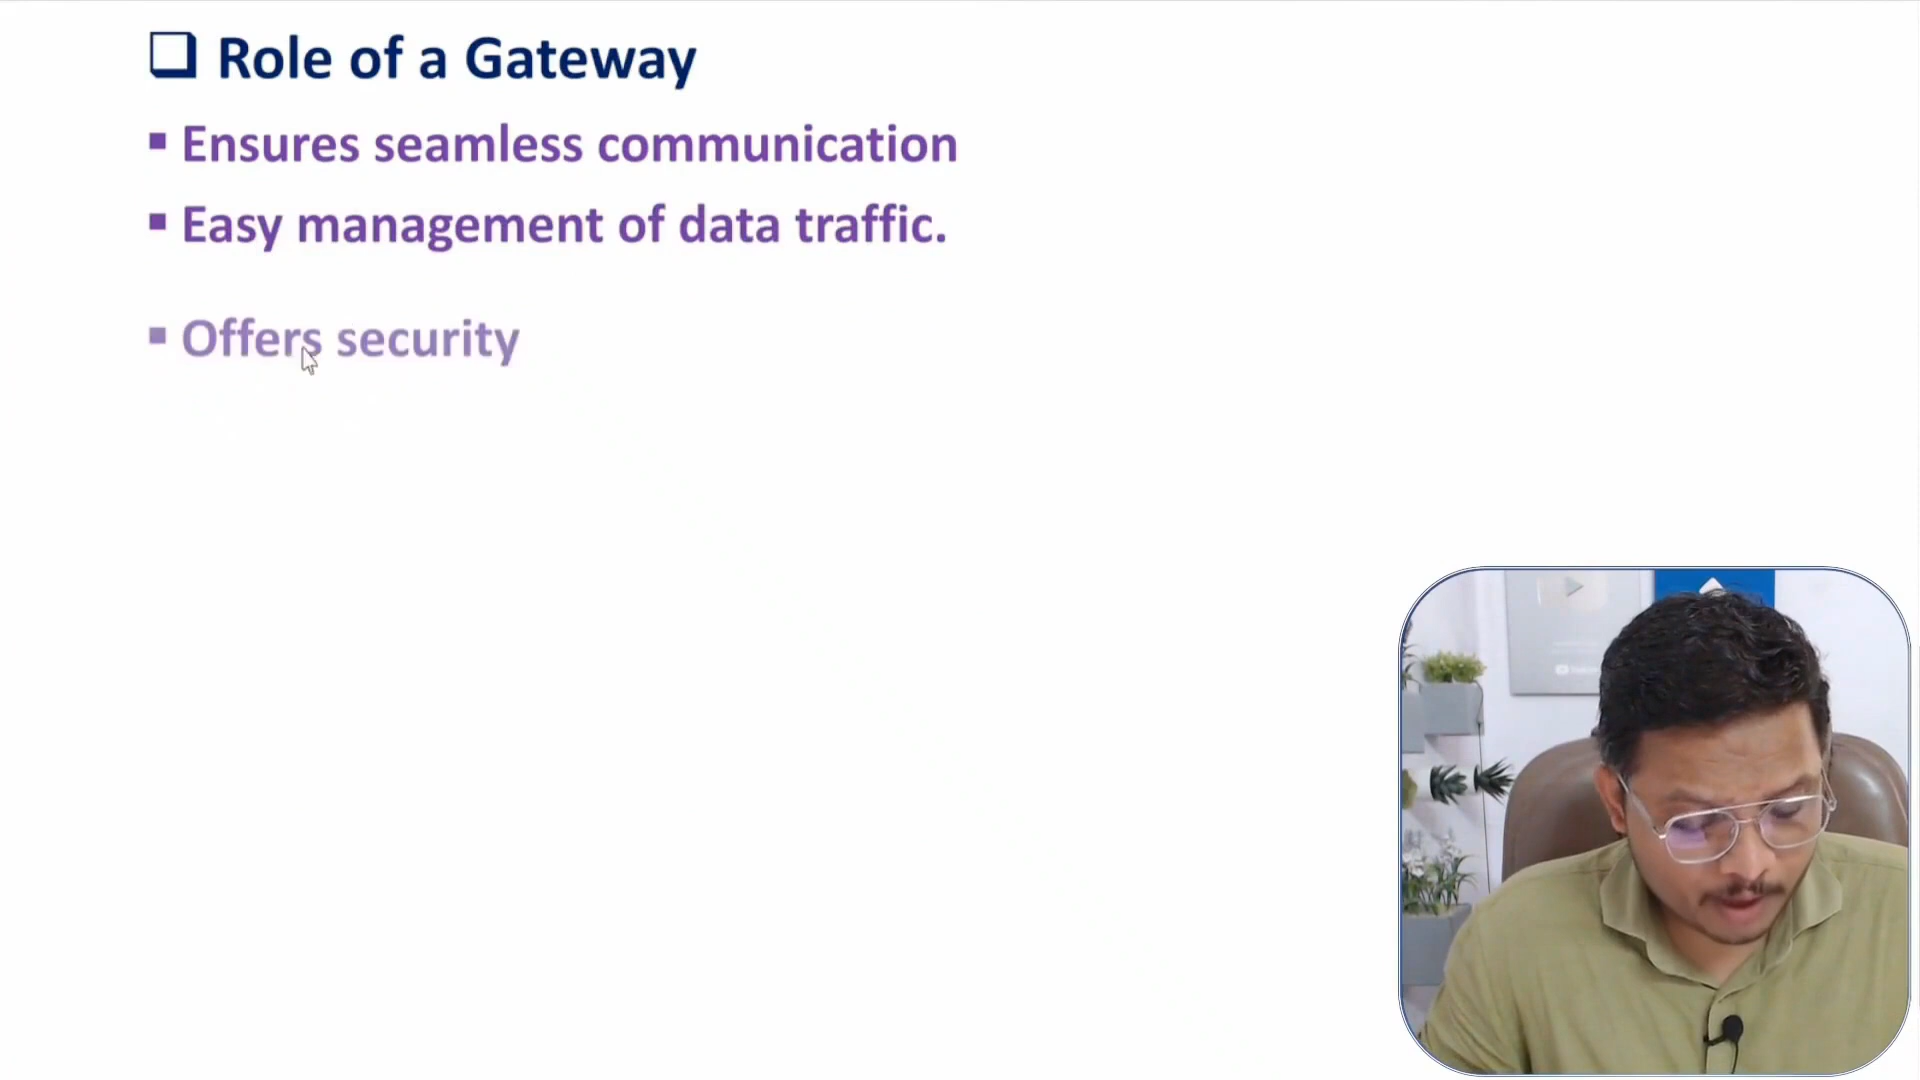 Role of a Gateway
Ensures seamless communication
Easy management of data traffic.
Offers security